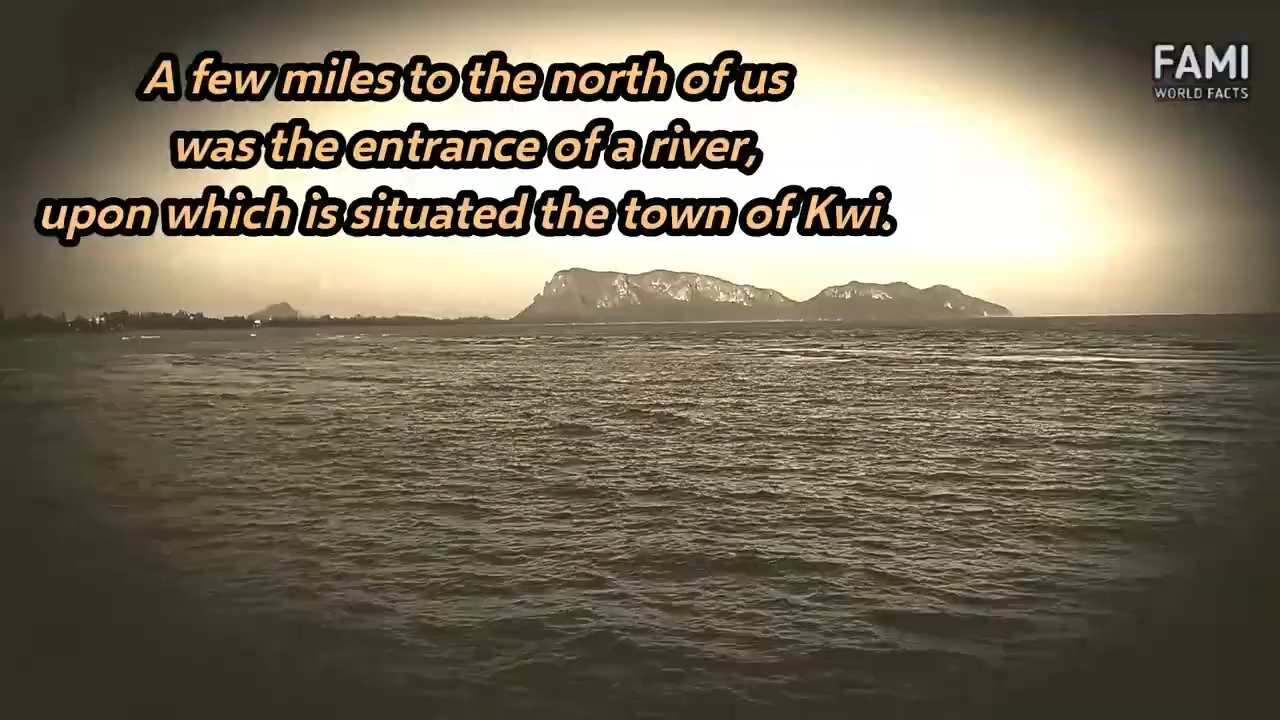 A few miles to the north of us
was the entrance of a river,
upon which is situated the town of Kwi.
FAMI
WORLD FACTS